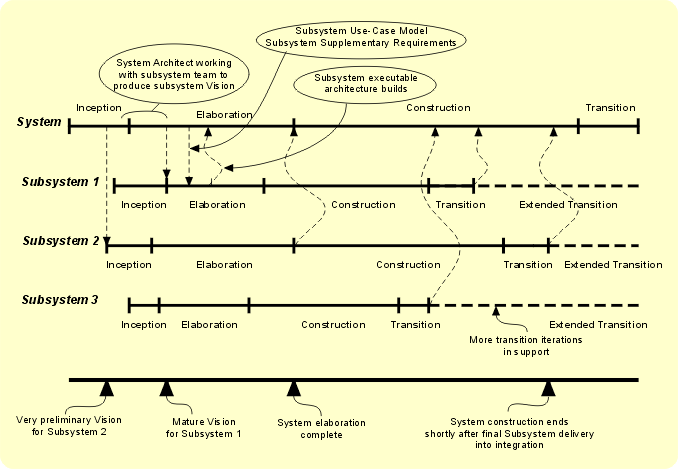 Subsystem Use-Case Model
Subsystem Supplementary Requirements
System Architect working
with subsystem team to
produce subsystem Vision
Subsystem executable
architecture builds
Inception
Elaboration
Construction
Transition
System
Subsystem 1
Inception
Elaboration
Construction
Transition
Extended Transition
Subsystem 2
Inception
Elaboration
Construction
Transition
Extended Transition
Subsystem 3
Inception
Elaboration
Construction
Transition
Extended Transition
More transition iterations
in support
Very preliminary Vision
for Subsystem 2
Mature Vision
for Subsystem 1
System elaboration
complete
System construction ends
shortly after final Subsystem delivery
into integration